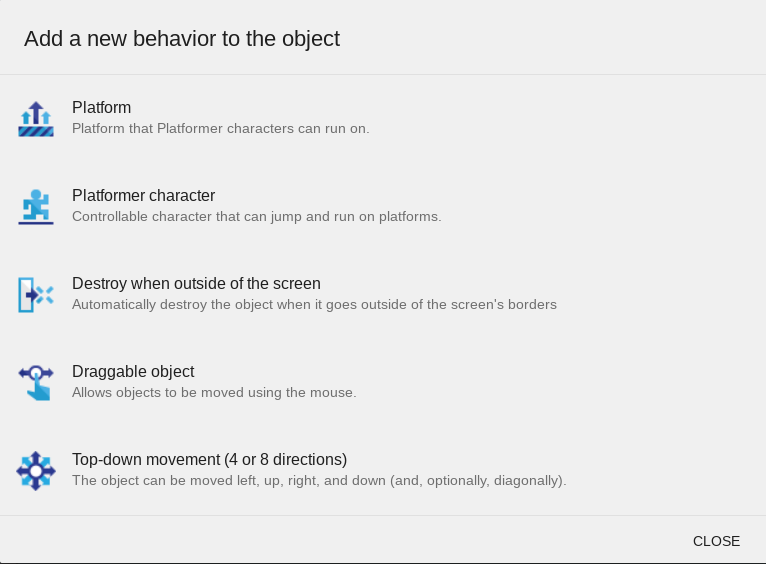 Add a new behavior to the object
Platform
Platform that Platformer characters can run on.
Platformer character
Controllable character that can jump and run on platforms.
Destroy when outside of the screen
Automatically destroy the object when it goes outside of the screen's borders
Draggable object
Allows objects to be moved using the mouse.
Top-down movement (4 or 8 directions)
The object can be moved left, up, right, and down (and, optionally, diagonally).
CLOSE